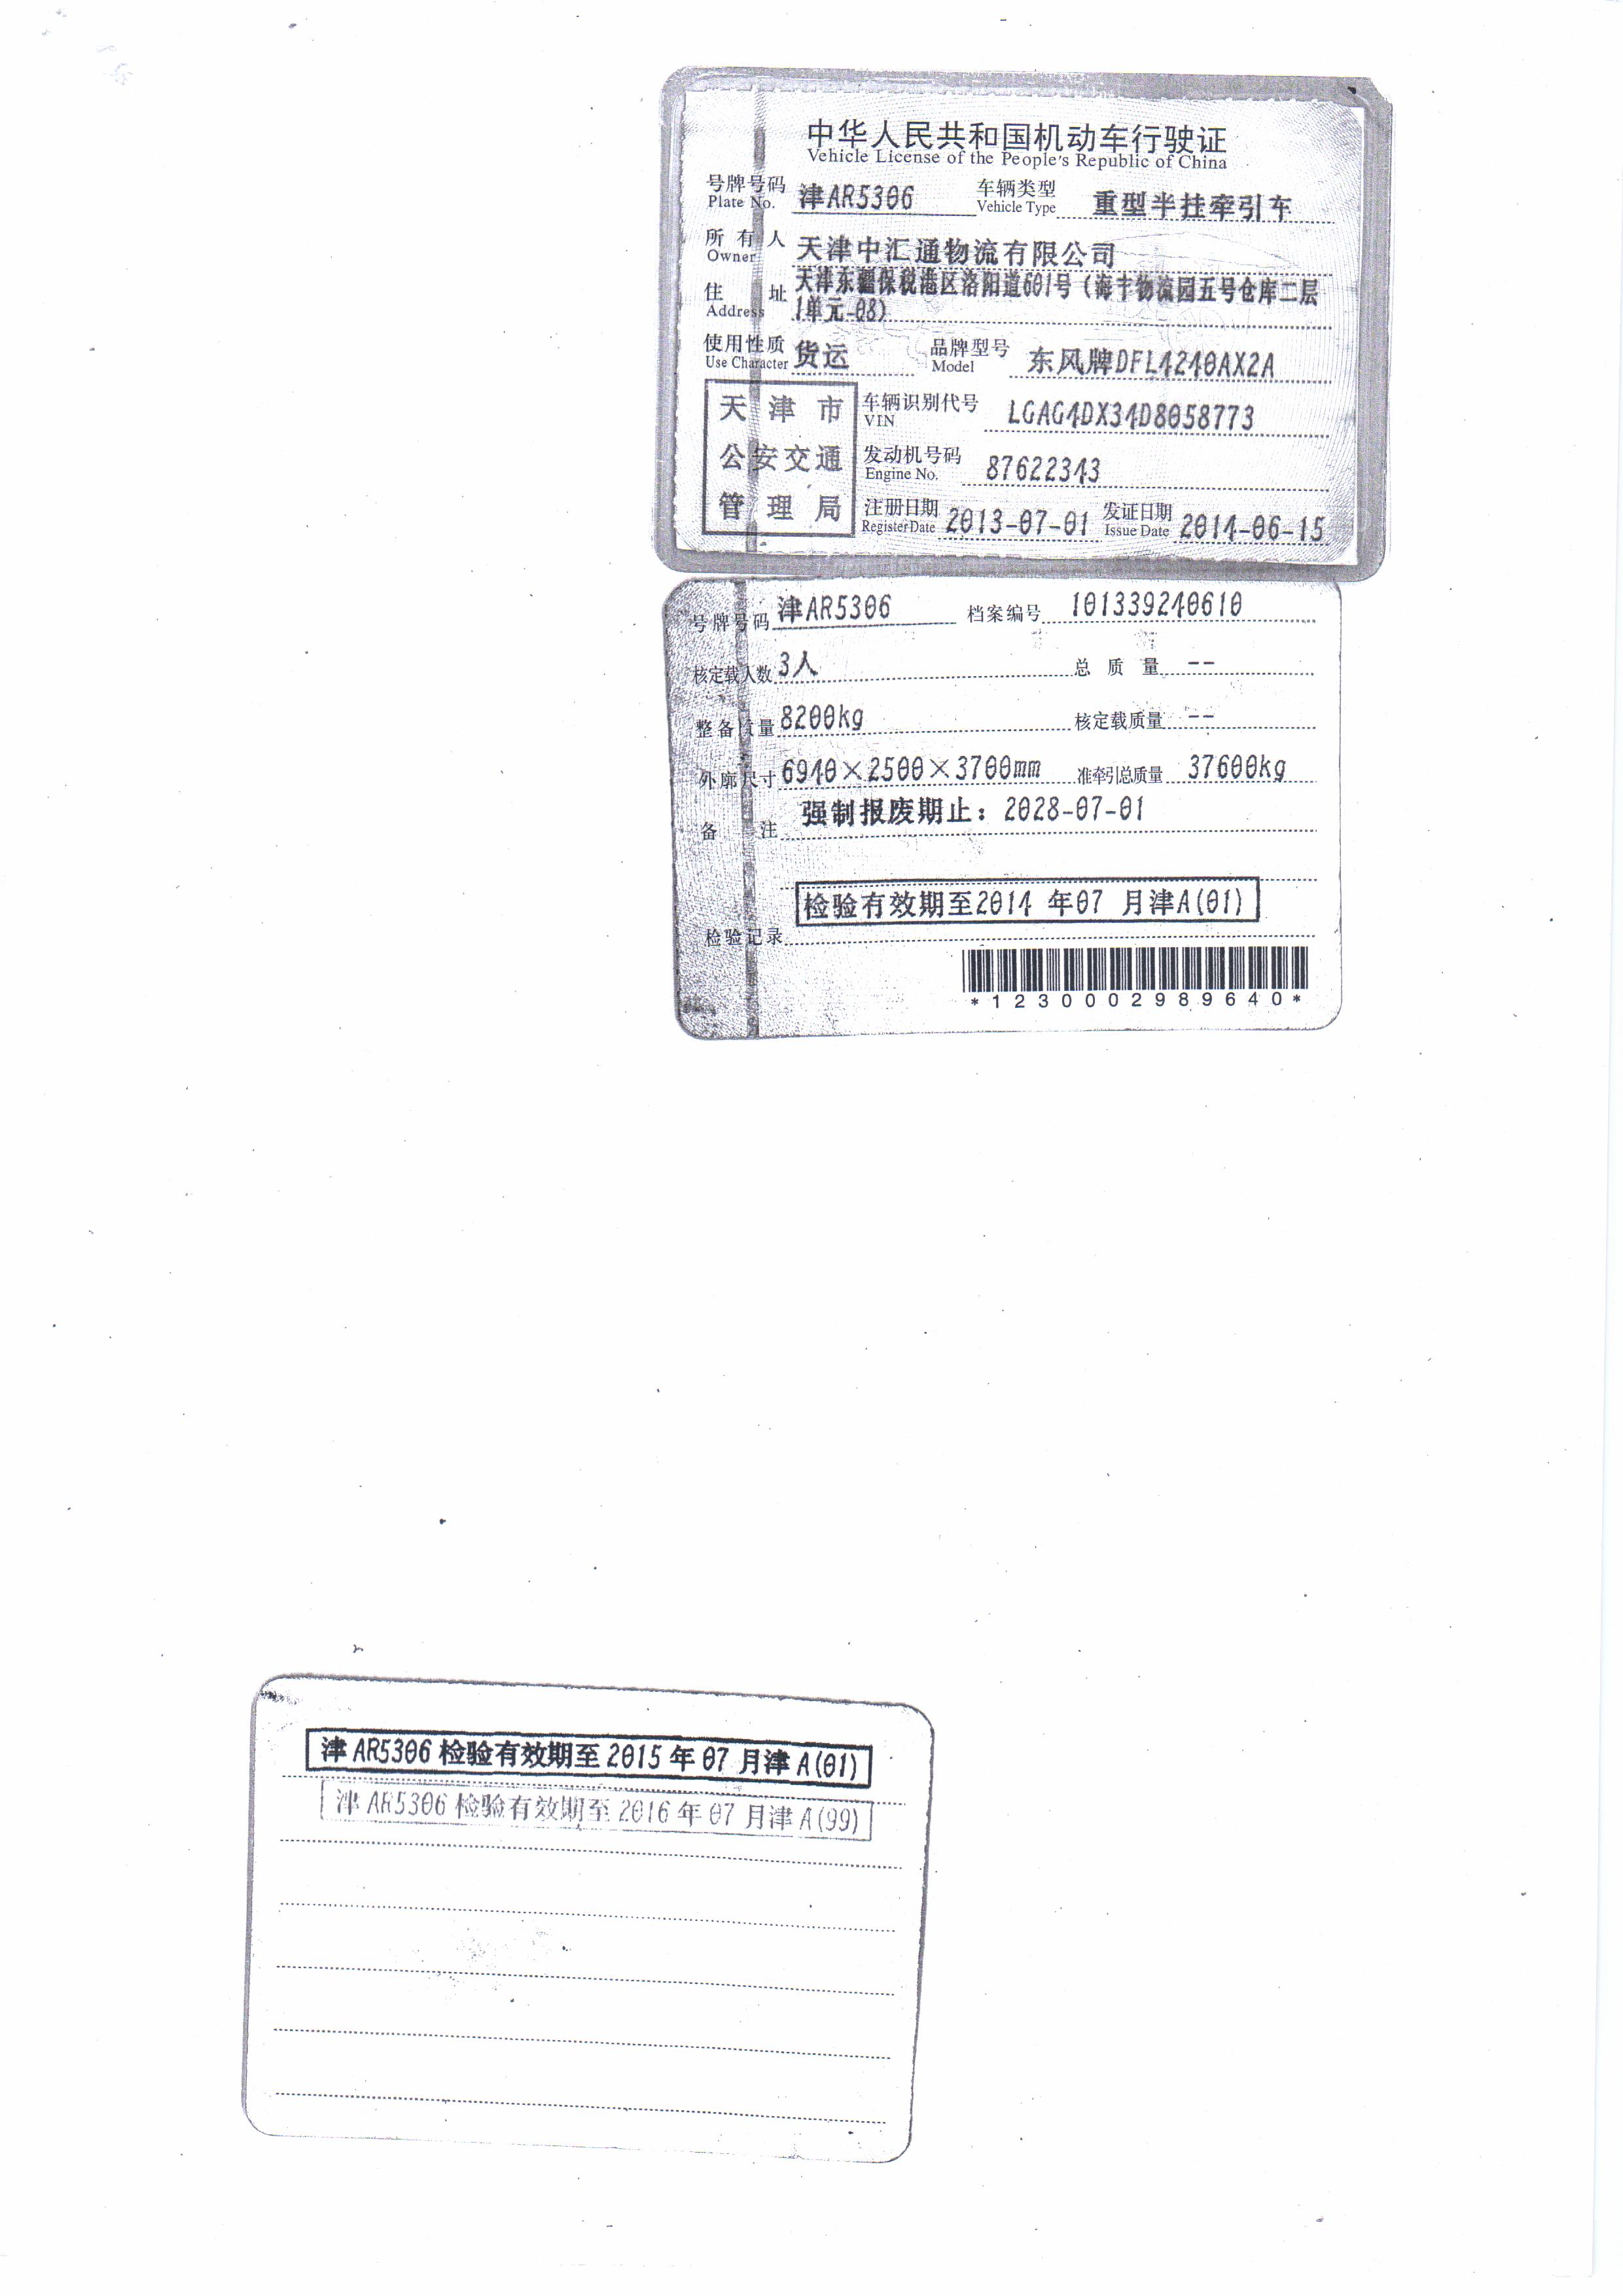 中华人民共和国机动车行驶证
Vehicle License of the People's Republic of China
号牌号码 津AR5306 车辆类型 重型半挂牵引车
Plate No. Vehicle Type
所有人 天津中汇通物流有限公司
Owner
住址 天津东疆保税港区洛阳道601号(海丰物流园五号仓库二层
Address 1单元-08)
使用性质 货运 品牌型号 东风牌DFL4240AX2A
Use Character Model
天津市 车辆识别代号 LGAG4DX34D8058773
VIN
公安交通 发动机号码 87622343
Engine No.
管理局 注册日期 2013-07-01 发证日期 2014-06-15
Register Date Issue Date
号牌号码 津AR5306 档案编号 101339240610
核定载人数 3人 总质量 --
整备质量 8200kg 核定载质量 --
外廓尺寸 6940×2500×3700mm 准牵引总质量 37600kg
备注 强制报废期止：2028-07-01
检验有效期至2014 年07 月津A(01)
检验记录
*1230002989640*
津AR5306 检验有效期至 2015 年 07 月津 A(01)
津AR5306 检验有效期至 2016 年 07 月津 A(99)